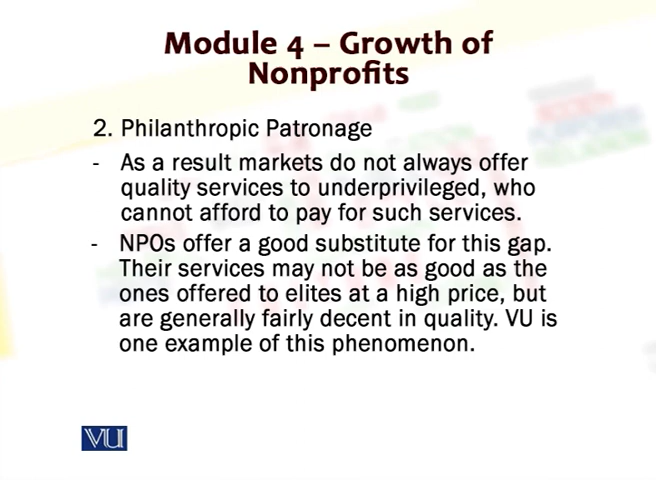 Module 4 – Growth of
Nonprofits
2. Philanthropic Patronage
- As a result markets do not always offer
quality services to underprivileged, who
cannot afford to pay for such services.
- NPOs offer a good substitute for this gap.
Their services may not be as good as the
ones offered to elites at a high price, but
are generally fairly decent in quality. VU is
one example of this phenomenon.
VU